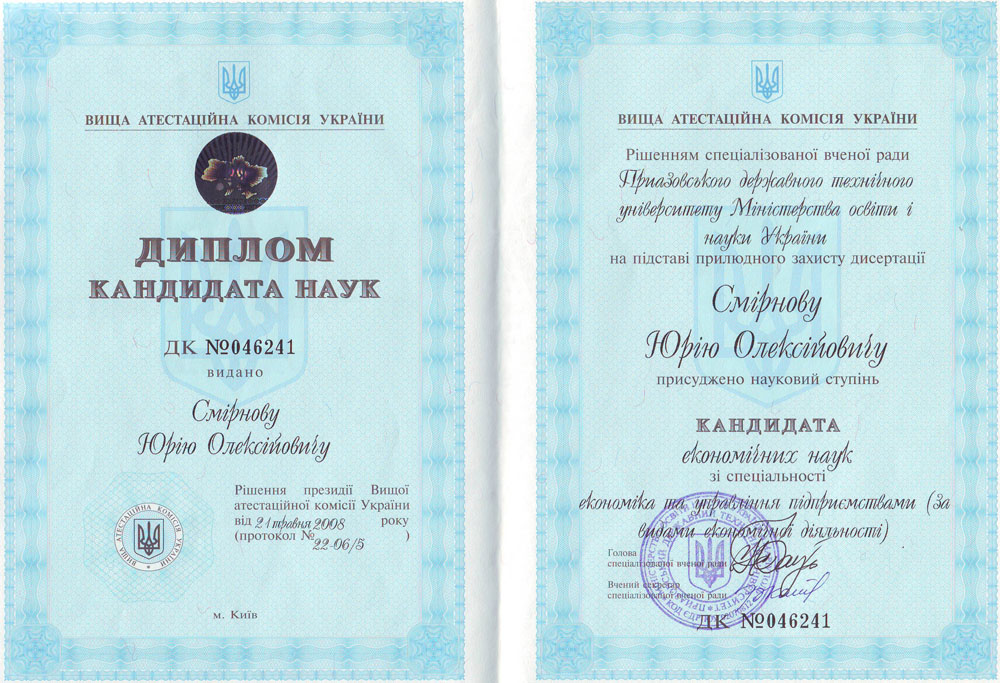 ВИЩА АТЕСТАЦІЙНА КОМІСІЯ УКРАЇНИ
ДИПЛОМ
КАНДИДАТА НАУК
ДК №046241
видано
Смірнову
Юрію Олексійовичу
Рішення президії Вищої
атестаційної комісії України
від 21 травня 2008 року
(протокол № 22-06/5 )
ВИЩА АТЕСТАЦІЙНА КОМІСІЯ УКРАЇНИ
м. Київ
ВИЩА АТЕСТАЦІЙНА КОМІСІЯ УКРАЇНИ
Рішенням спеціалізованої вченої ради
Приазовського державного технічного
університету Міністерства освіти і
науки України
на підставі прилюдного захисту дисертації
Смірнову
Юрію Олексійовичу
присуджено науковий ступінь
КАНДИДАТА
економічних наук
зі спеціальності
економіка та управління підприємствами (за
видами економічної діяльності)
Голова
спеціалізованої вченої ради
Вчений секретар
спеціалізованої вченої ради
ДК №046241